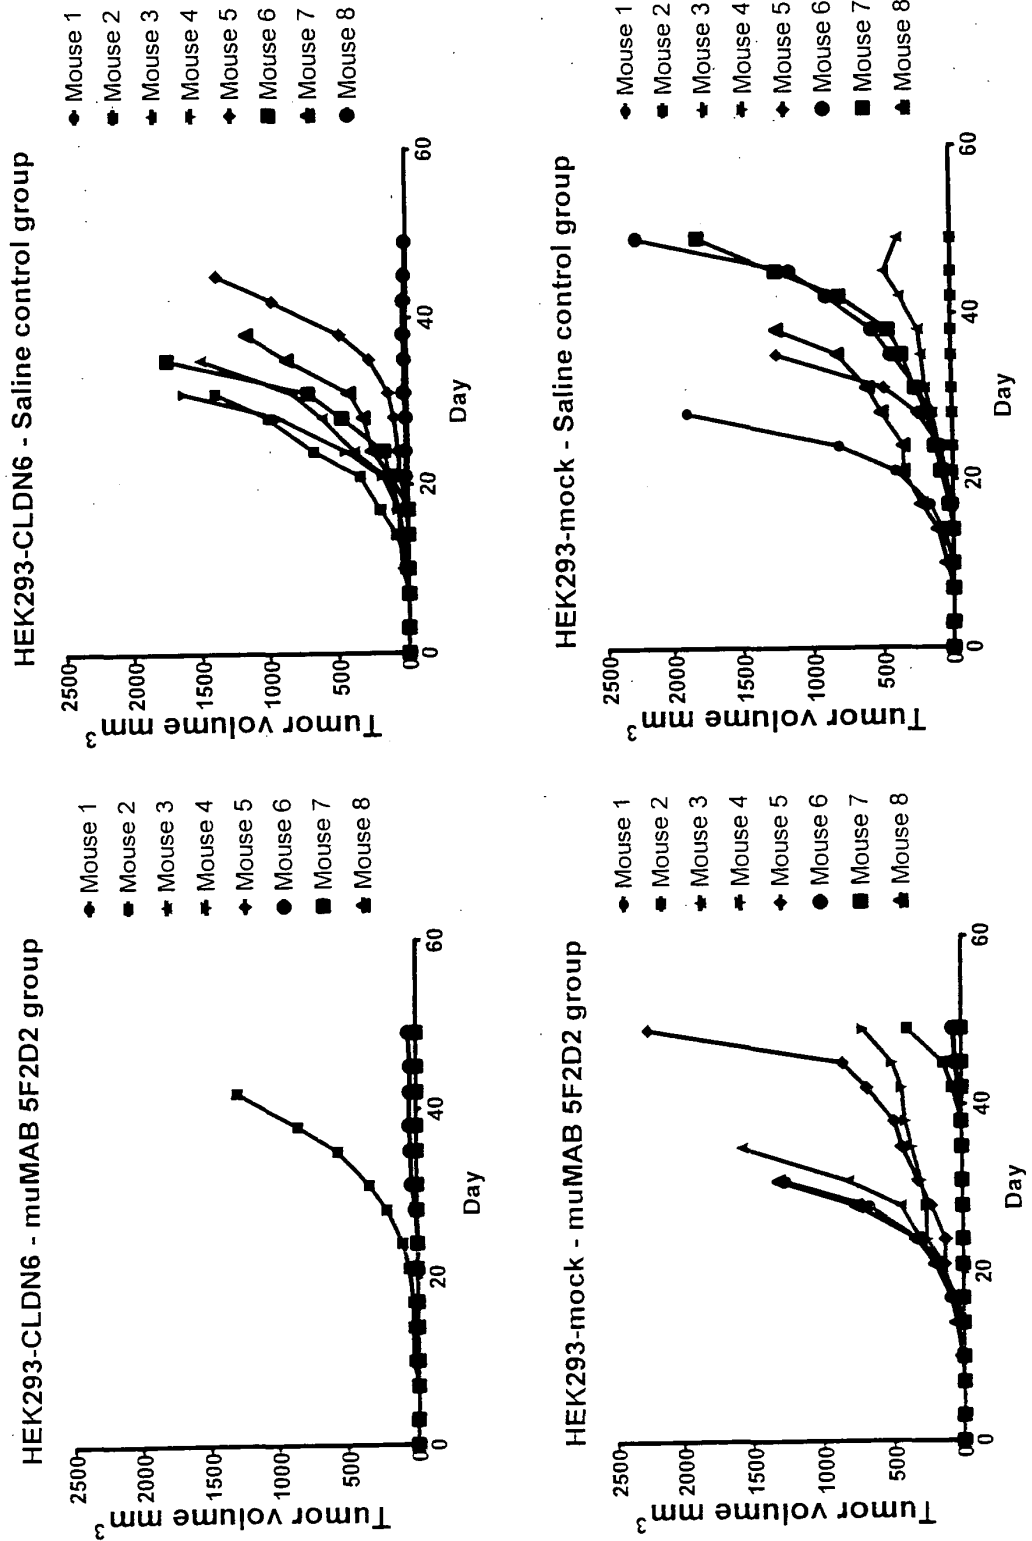 HEK293-CLDN6 - muMAB 5F2D2 group
Tumor volume mm³
2500
2000
1500
1000
500
0
0
20
40
60
Day
Mouse 1
Mouse 2
Mouse 3
Mouse 4
Mouse 5
Mouse 6
Mouse 7
Mouse 8
HEK293-CLDN6 - Saline control group
Tumor volume mm³
2500
2000
1500
1000
500
0
0
20
40
60
Day
Mouse 1
Mouse 2
Mouse 3
Mouse 4
Mouse 5
Mouse 6
Mouse 7
Mouse 8
HEK293-mock - muMAB 5F2D2 group
Tumor volume mm³
2500
2000
1500
1000
500
0
0
20
40
60
Day
Mouse 1
Mouse 2
Mouse 3
Mouse 4
Mouse 5
Mouse 6
Mouse 7
Mouse 8
HEK293-mock - Saline control group
Tumor volume mm³
2500
2000
1500
1000
500
0
0
20
40
60
Day
Mouse 1
Mouse 2
Mouse 3
Mouse 4
Mouse 5
Mouse 6
Mouse 7
Mouse 8